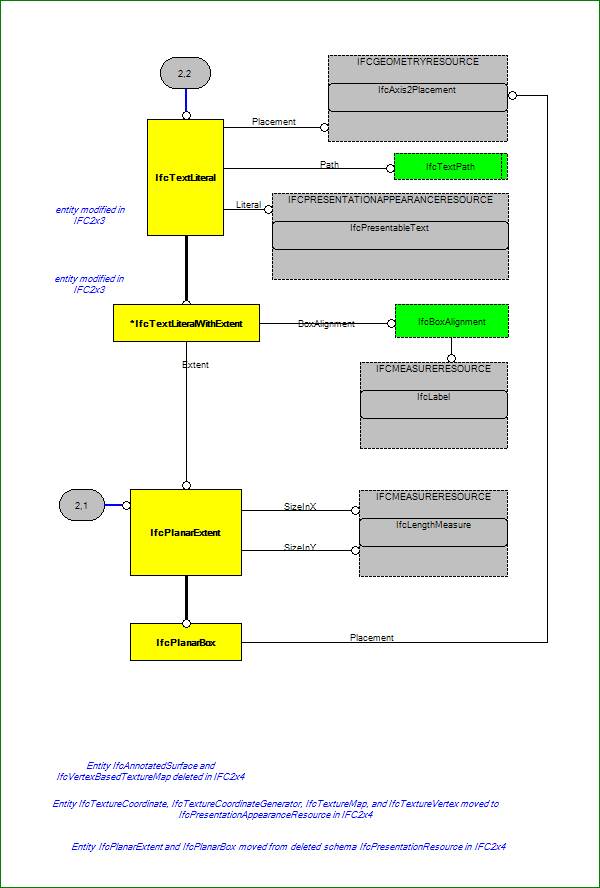 2,2
IFCGEOMETRYRESOURCE
IfcAxis2Placement
Placement
IfcTextLiteral
Path
IfcTextPath
Literal
IFCPRESENTATIONAPPEARANCERESOURCE
IfcPresentableText
entity modified in
IFC2x3
entity modified in
IFC2x3
*IfcTextLiteralWithExtent
BoxAlignment
IfcBoxAlignment
Extent
IFCMEASURERESOURCE
IfcLabel
2,1
IfcPlanarExtent
SizeInX
SizeInY
IFCMEASURERESOURCE
IfcLengthMeasure
IfcPlanarBox
Placement
Entity IfcAnnotatedSurface and
IfcVertexBasedTextureMap deleted in IFC2x4
Entity IfcTextureCoordinate, IfcTextureCoordinateGenerator, IfcTextureMap, and IfcTextureVertex moved to
IfcPresentationAppearanceResource in IFC2x4
Entity IfcPlanarExtent and IfcPlanarBox moved from deleted schema IfcPresentationResource in IFC2x4